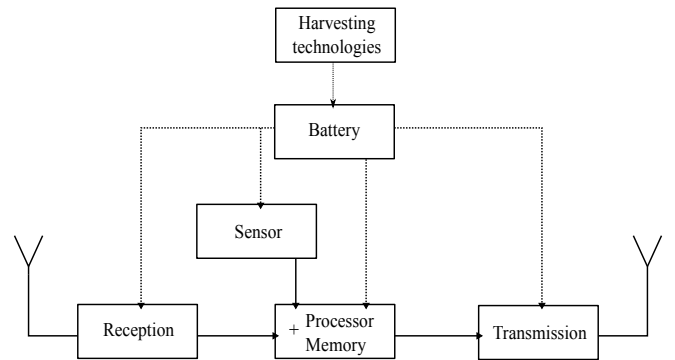 Harvesting
technologies
Battery
Sensor
Reception
+ Processor
Memory
Transmission